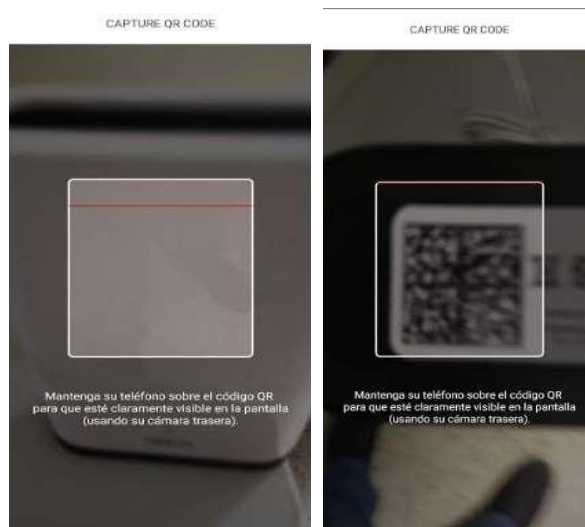 CAPTURE QR CODE
Mantenga su teléfono sobre el código QR
para que esté claramente visible en la pantalla
(usando su cámara trasera).
CAPTURE QR CODE
Mantenga su teléfono sobre el código QR
para que esté claramente visible en la pantalla
(usando su cámara trasera).